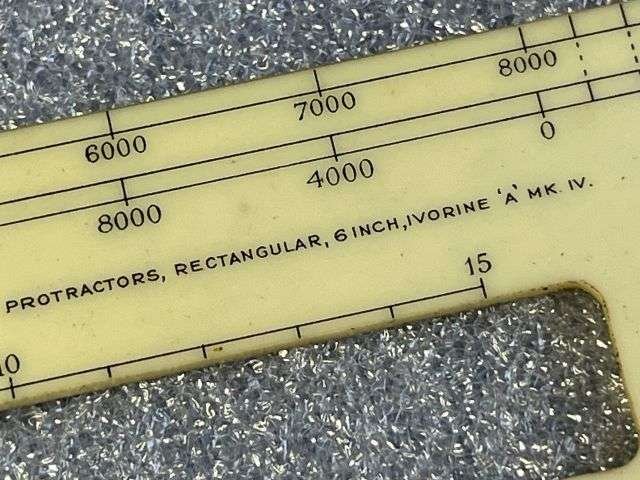 6000 7000 8000
8000 4000 0
PROTRACTORS, RECTANGULAR, 6 INCH, IVORINE 'A' MK. IV.
10 15